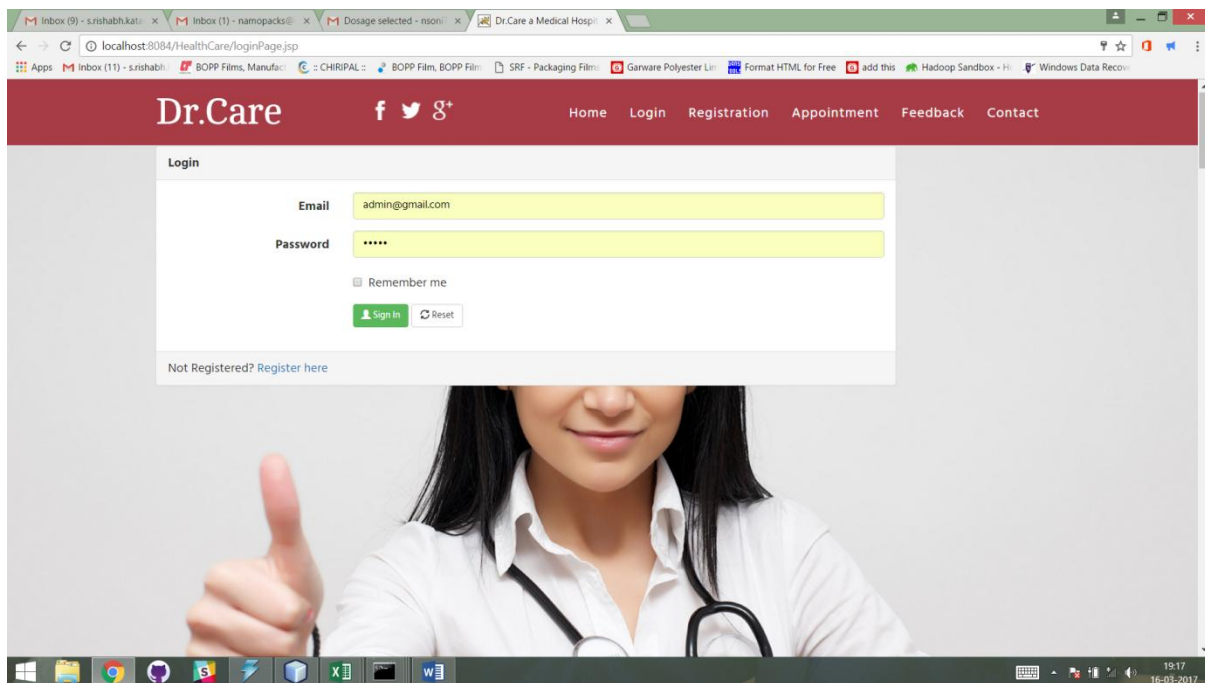 Inbox (9) - s.rishabh.kata
Inbox (1) - namopacks@
Dosage selected - nsoni
Dr.Care a Medical Hospit
localhost:8084/HealthCare/loginPage.jsp
Apps
Inbox (11) - s.rishabh
BOPP Films, Manufac
:: CHIRIPAL ::
BOPP Film, BOPP Film
SRF - Packaging Films
Garware Polyester Lim
Format HTML for Free
add this
Hadoop Sandbox - H
Windows Data Recov
Dr.Care
Home Login Registration Appointment Feedback Contact
Login
Email admin@gmail.com
Password •••••
Remember me
Sign In Reset
Not Registered? Register here
19:17
16-03-2017